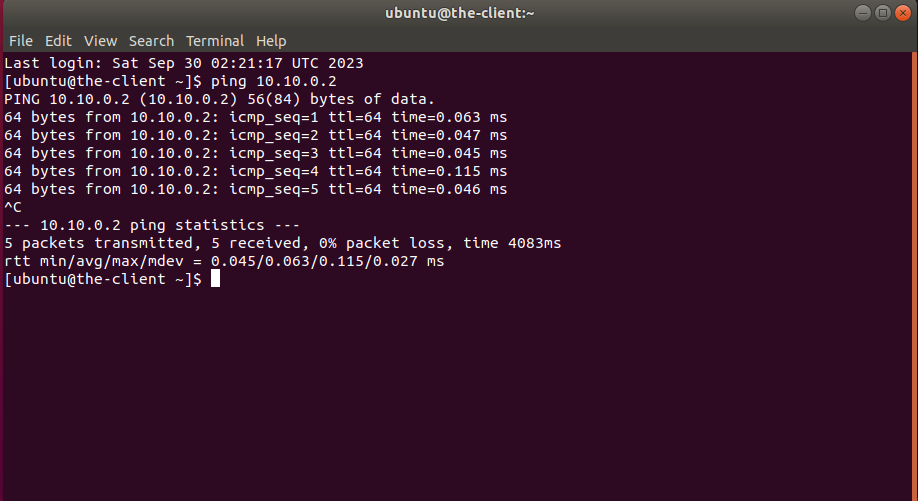 ubuntu@the-client:~
File Edit View Search Terminal Help
Last login: Sat Sep 30 02:21:17 UTC 2023
[ubuntu@the-client ~]$ ping 10.10.0.2
PING 10.10.0.2 (10.10.0.2) 56(84) bytes of data.
64 bytes from 10.10.0.2: icmp_seq=1 ttl=64 time=0.063 ms
64 bytes from 10.10.0.2: icmp_seq=2 ttl=64 time=0.047 ms
64 bytes from 10.10.0.2: icmp_seq=3 ttl=64 time=0.045 ms
64 bytes from 10.10.0.2: icmp_seq=4 ttl=64 time=0.115 ms
64 bytes from 10.10.0.2: icmp_seq=5 ttl=64 time=0.046 ms
^C
--- 10.10.0.2 ping statistics ---
5 packets transmitted, 5 received, 0% packet loss, time 4083ms
rtt min/avg/max/mdev = 0.045/0.063/0.115/0.027 ms
[ubuntu@the-client ~]$